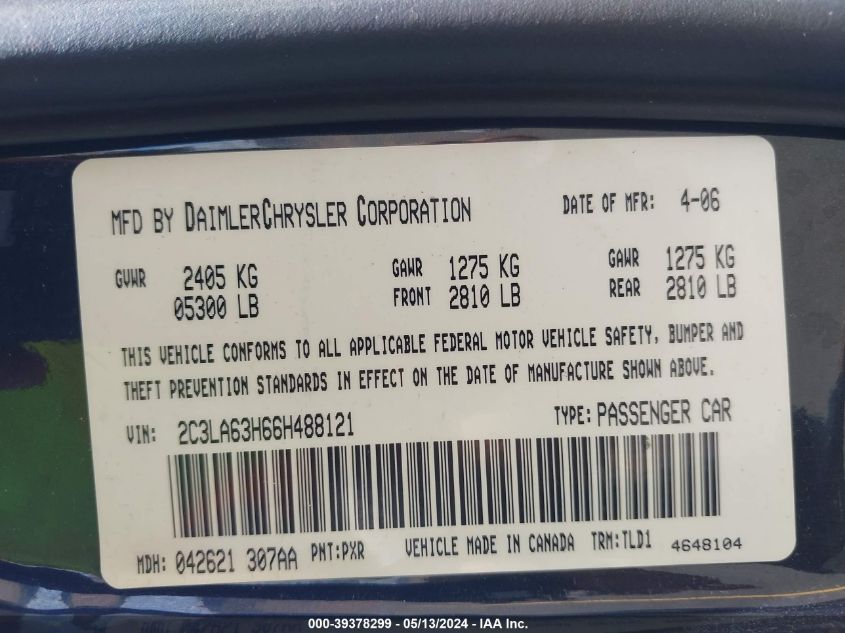 MFD BY DAIMLERCHRYSLER CORPORATION DATE OF MFR: 4-06
GVWR 2405 KG GAWR 1275 KG GAWR 1275 KG
05300 LB FRONT 2810 LB REAR 2810 LB
THIS VEHICLE CONFORMS TO ALL APPLICABLE FEDERAL MOTOR VEHICLE SAFETY, BUMPER AND
THEFT PREVENTION STANDARDS IN EFFECT ON THE DATE OF MANUFACTURE SHOWN ABOVE.
VIN: 2C3LA63H66H488121 TYPE: PASSENGER CAR
MDH: 042621 307AA PNT:PXR VEHICLE MADE IN CANADA TRM:TLD1 4648104
000-39378299 — 05/13/2024 — IAA Inc.